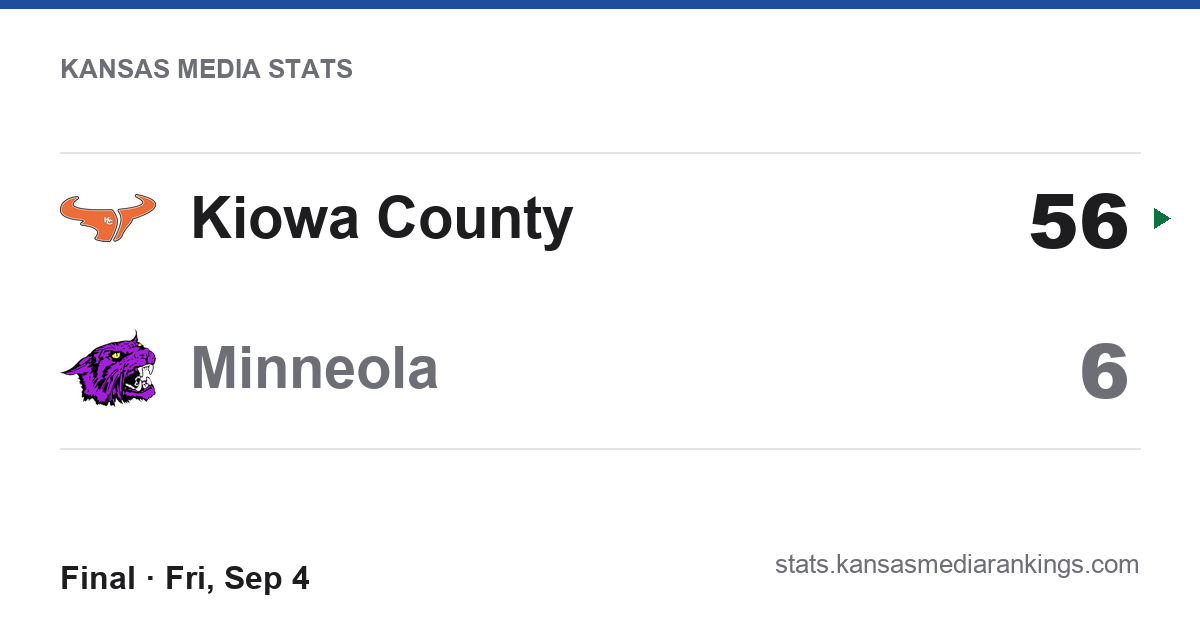 KANSAS MEDIA STATS
Kiowa County 56
Minneola 6
Final · Fri, Sep 4
stats.kansasmediarankings.com